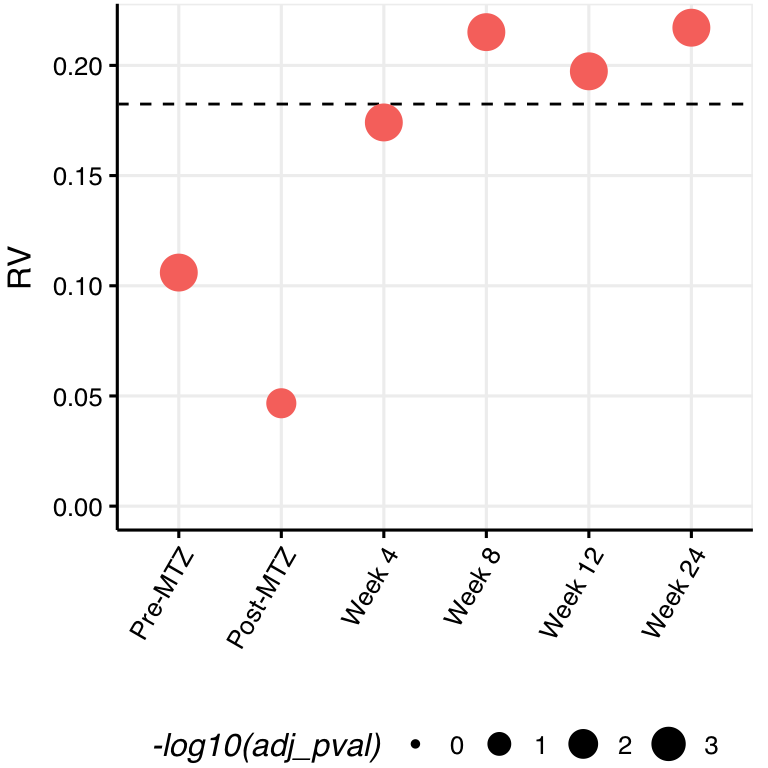 RV
0.20
0.15
0.10
0.05
0.00
Pre-MTZ
Post-MTZ
Week 4
Week 8
Week 12
Week 24
-log10(adj_pval) 0 1 2 3